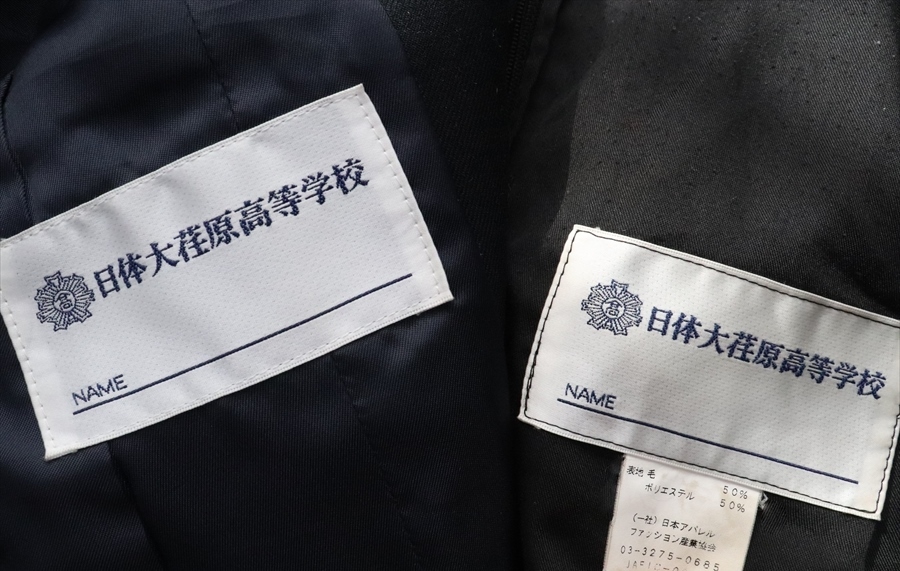 日体大荏原高等学校
NAME
高
日体大荏原高等学校
NAME
表地 毛 50%
ポリエステル 50%
(一社)日本アパレル
ファッション産業協会
03-3275-0685